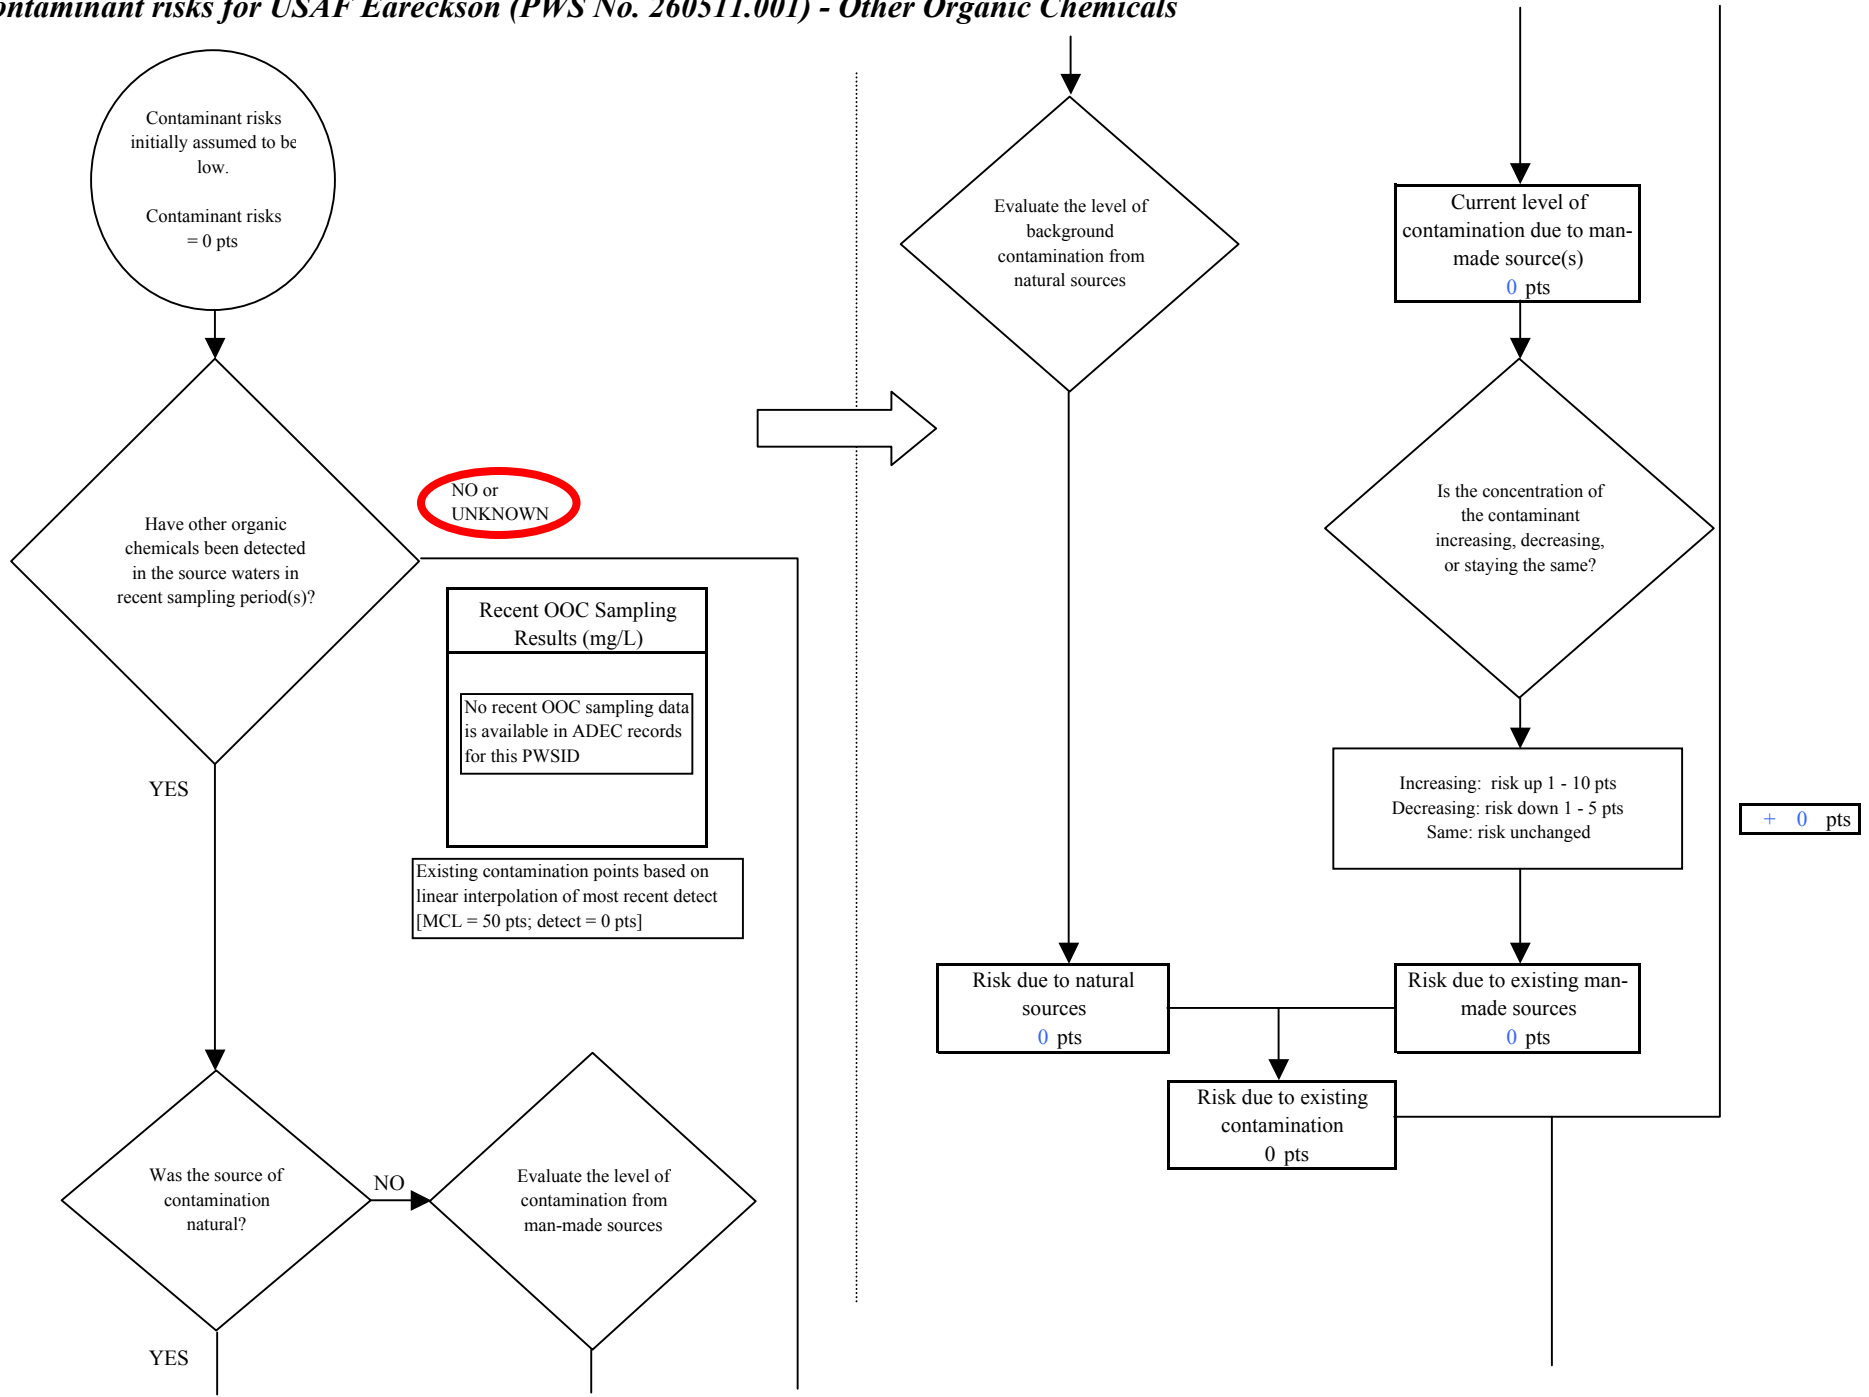 ontaminant risks for USAF Eareckson (PWS No. 260511.001) - Other Organic Chemicals
Contaminant risks
initially assumed to be
low.
Contaminant risks
= 0 pts
Have other organic
chemicals been detected
in the source waters in
recent sampling period(s)?
NO or
UNKNOWN
Recent OOC Sampling
Results (mg/L)
No recent OOC sampling data
is available in ADEC records
for this PWSID
YES
Existing contamination points based on
linear interpolation of most recent detect
[MCL = 50 pts; detect = 0 pts]
Was the source of
contamination
natural?
NO
Evaluate the level of
contamination from
man-made sources
YES
Evaluate the level of
background
contamination from
natural sources
Current level of
contamination due to man-
made source(s)
0 pts
Is the concentration of
the contaminant
increasing, decreasing,
or staying the same?
Increasing: risk up 1 - 10 pts
Decreasing: risk down 1 - 5 pts
Same: risk unchanged
+ 0 pts
Risk due to natural
sources
0 pts
Risk due to existing man-
made sources
0 pts
Risk due to existing
contamination
0 pts